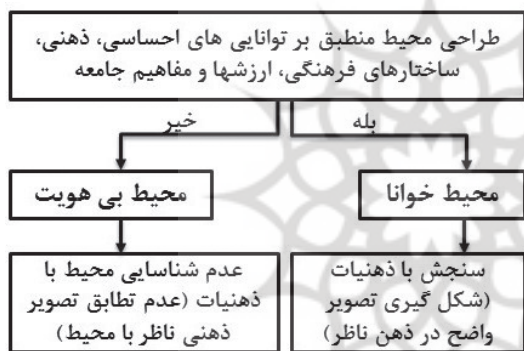 طراحی محیط منطبق بر توانایی های احساسی، ذهنی،
ساختارهای فرهنگی، ارزشها و مفاهیم جامعه
بله
خیر
محیط خوانا
محیط بی هویت
سنجش با ذهنیات
(شکل گیری تصویر
واضح در ذهن ناظر)
عدم شناسایی محیط با
ذهنیات (عدم تطابق تصویر
ذهنی ناظر با محیط)